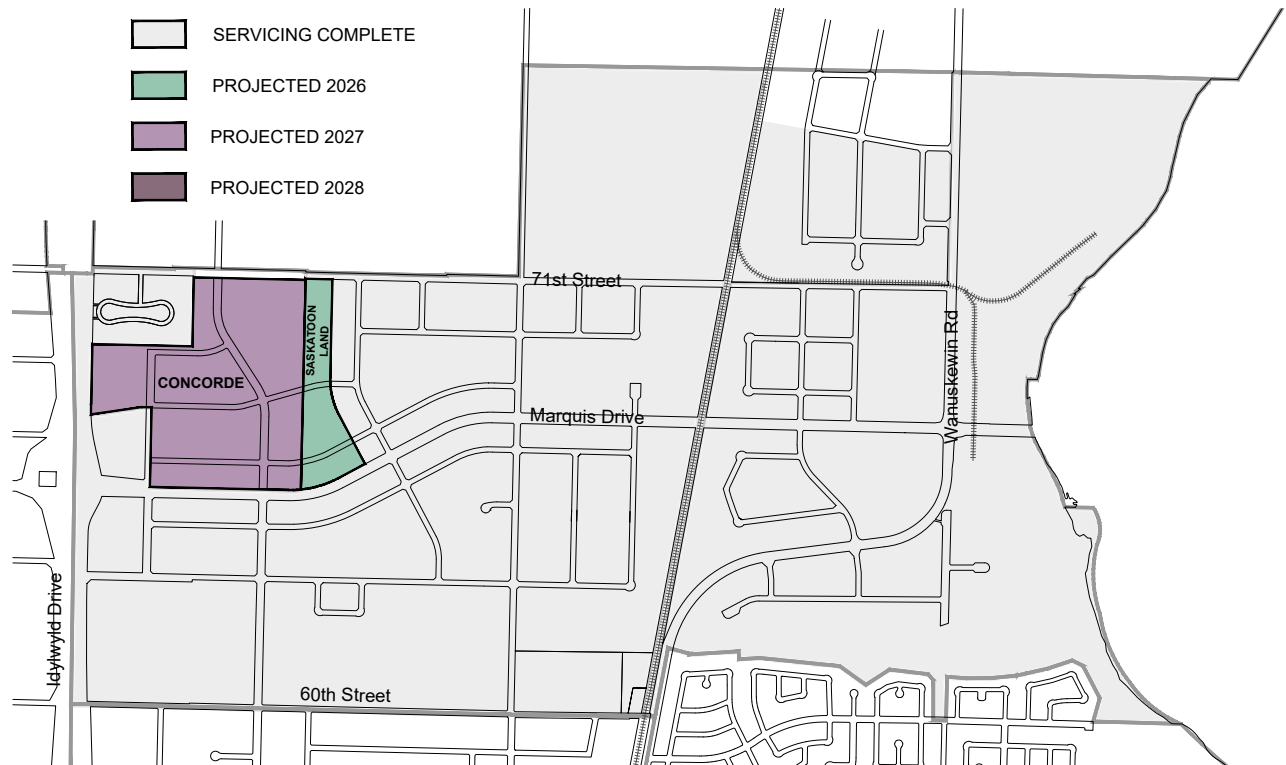 SERVICING COMPLETE
PROJECTED 2026
PROJECTED 2027
PROJECTED 2028
71st Street
SASKATOON
LAND
CONCORDE
Wanuskewin Rd
Marquis Drive
Idylwyld Drive
60th Street